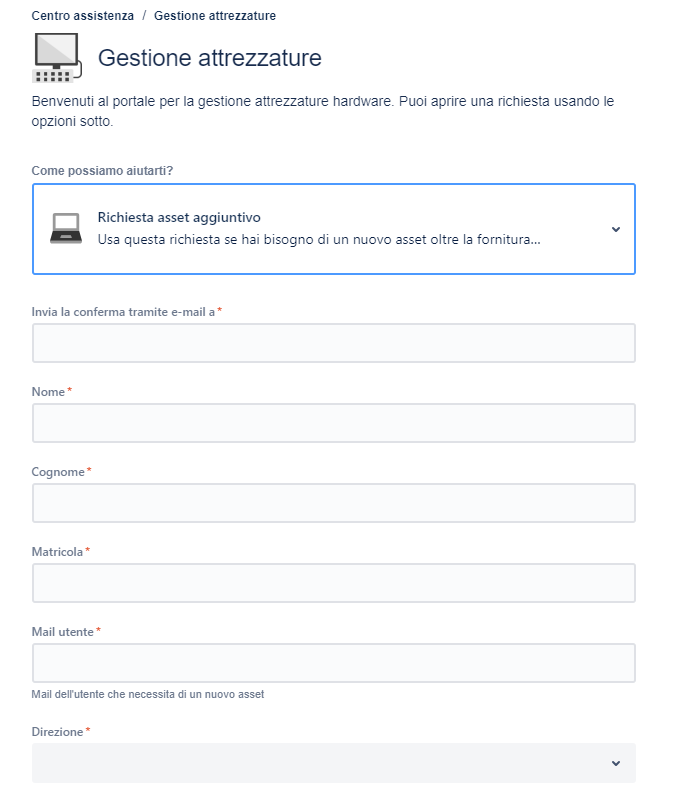 Centro assistenza / Gestione attrezzature
Gestione attrezzature
Benvenuti al portale per la gestione attrezzature hardware. Puoi aprire una richiesta usando le
opzioni sotto.
Come possiamo aiutarti?
Richiesta asset aggiuntivo
Usa questa richiesta se hai bisogno di un nuovo asset oltre la fornitura...
Invia la conferma tramite e-mail a*
Nome*
Cognome*
Matricola*
Mail utente*
Mail dell'utente che necessita di un nuovo asset
Direzione*